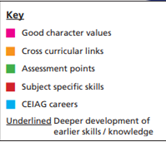 Key
Good character values
Cross curricular links
Assessment points
Subject specific skills
CEIAG careers
Underlined Deeper development of
earlier skills / knowledge